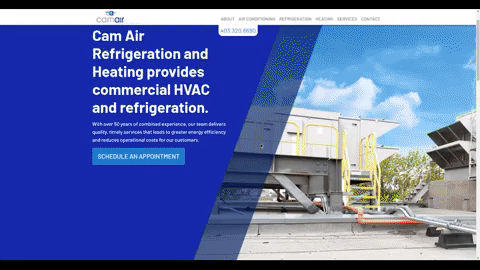 camair
ABOUT AIR CONDITIONING REFRIGERATION HEATING SERVICES CONTACT
403.320.6690
Cam Air
Refrigeration and
Heating provides
commercial HVAC
and refrigeration.
With over 50 years of combined experience, our team delivers
quality, timely services that leads to greater energy efficiency
and reduces operational costs for our customers.
SCHEDULE AN APPOINTMENT